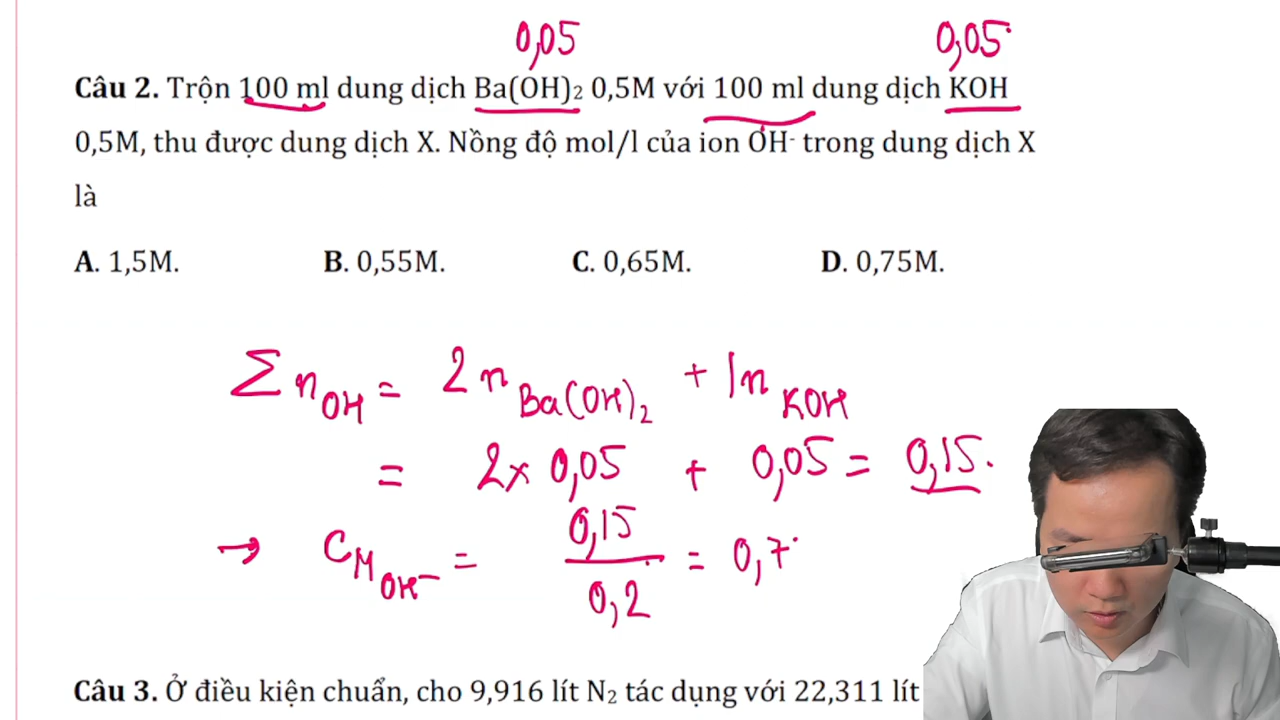 0,05 0,05
Câu 2. Trộn 100 ml dung dịch Ba(OH)₂ 0,5M với 100 ml dung dịch KOH
0,5M, thu được dung dịch X. Nồng độ mol/l của ion OH⁻ trong dung dịch X
là
A. 1,5M. B. 0,55M. C. 0,65M. D. 0,75M.
Σ n_OH = 2n_Ba(OH)₂ + 1n_KOH
= 2 x 0,05 + 0,05 = 0,15.
→ C_M OH⁻ = 0,15 / 0,2 = 0,7
Câu 3. Ở điều kiện chuẩn, cho 9,916 lít N₂ tác dụng với 22,311 lít